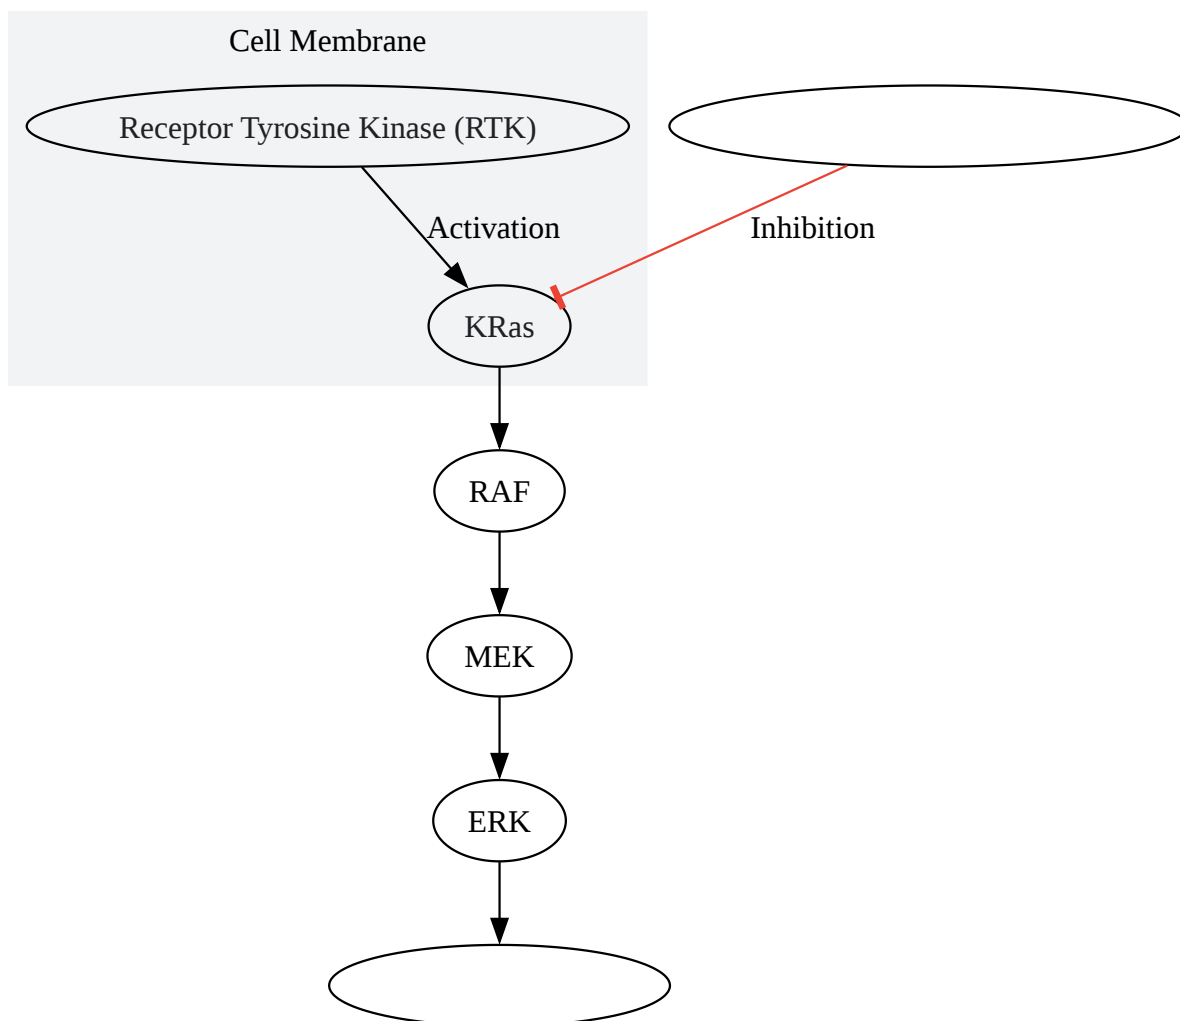 Cell Membrane
Receptor Tyrosine Kinase (RTK)
Activation
Inhibition
KRas
RAF
MEK
ERK